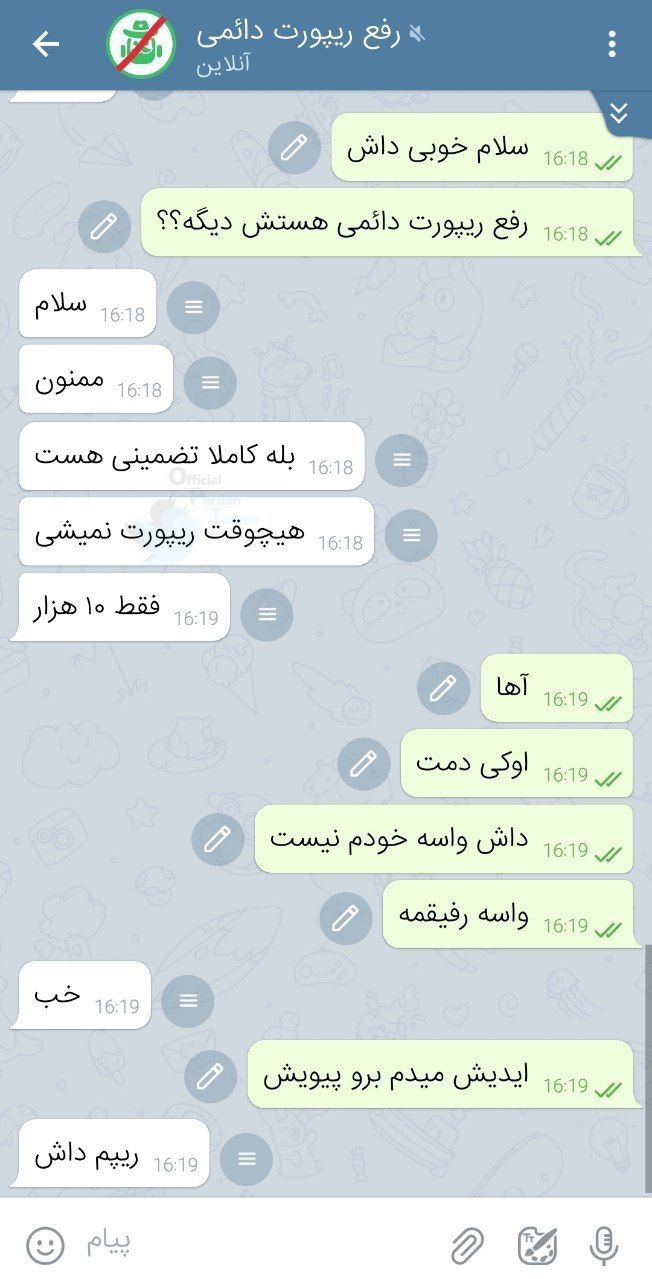 رفع ریپورت دائمی
آنلاین
سلام خوبی داش 16:18
رفع ریپورت دائمی هستش دیگه؟؟ 16:18
سلام 16:18
ممنون 16:18
بله کاملا تضمینی هست 16:18
Official
Persian
هیچوقت ریپورت نمیشی 16:18
فقط ۱۰ هزار 16:19
آها 16:19
اوکی دمت 16:19
داش واسه خودم نیست 16:19
واسه رفیقمه 16:19
خب 16:19
ایدیش میدم برو پیویش 16:19
ریپم داش 16:19
پیام